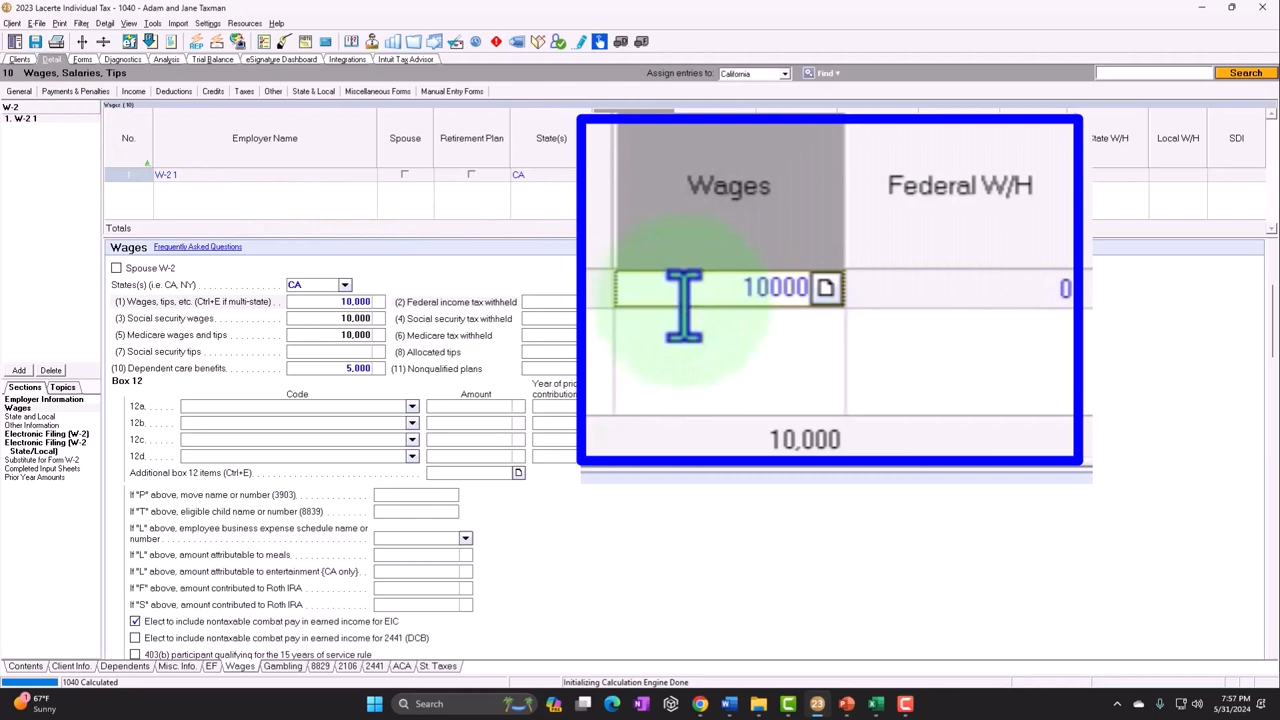 2023 Lacerte Individual Tax - 1040 - Adam and Jane Taxman
Client E-File Print Filter Detail View Tools Import Settings Resources Help
Clients Detail Forms Diagnostics Analysis Trial Balance eSignature Dashboard Integrations Intuit Tax Advisor
10 Wages, Salaries, Tips Assign entries to: California Find Search
General Payments & Penalties Income Deductions Credits Taxes Other State & Local Miscellaneous Forms Manual Entry Forms
W-2 Wages (10)
1. W-2 1
No. Employer Name Spouse Retirement Plan State(s) Wages Federal W/H State W/H Local W/H SDI
1 W-2 1 CA 10000 0
Totals 10,000
Wages Frequently Asked Questions
Spouse W-2
States(s) (i.e. CA, NY) CA
(1) Wages, tips, etc. (Ctrl+E if multi-state) 10,000 (2) Federal income tax withheld
(3) Social security wages 10,000 (4) Social security tax withheld
(5) Medicare wages and tips 10,000 (6) Medicare tax withheld
(7) Social security tips (8) Allocated tips
(10) Dependent care benefits 5,000 (11) Nonqualified plans
Add Delete
Box 12
Sections Topics
Employer Information
Wages
State and Local
Other Information
Electronic Filing (W-2)
Electronic Filing (W-2
State/Local)
Substitute for Form W-2
Completed Input Sheets
Prior Year Amounts
Code Amount Year of
12a.
12b.
12c.
12d.
Additional box 12 items (Ctrl+E)
If "P" above, move name or number (3903)
If "T" above, eligible child name or number (8839)
If "L" above, employee business expense schedule name or
number
If "L" above, amount attributable to meals
If "L" above, amount attributable to entertainment {CA only}
If "F" above, amount contributed to Roth IRA
If "S" above, amount contributed to Roth IRA
Elect to include nontaxable combat pay in earned income for EIC
Elect to include nontaxable combat pay in earned income for 2441 (DCB)
403(b) participant qualifying for the 15 years of service rule
Contents Client Info. Dependents Misc. Info. EF Wages Gambling 8829 2106 2441 ACA St. Taxes
1040 Calculated Initializing Calculation Engine Done
67°F
Sunny
Search
7:57 PM
5/31/2024